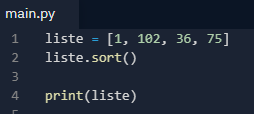 main.py
1 liste = [1, 102, 36, 75]
2 liste.sort()
3
4 print(liste)